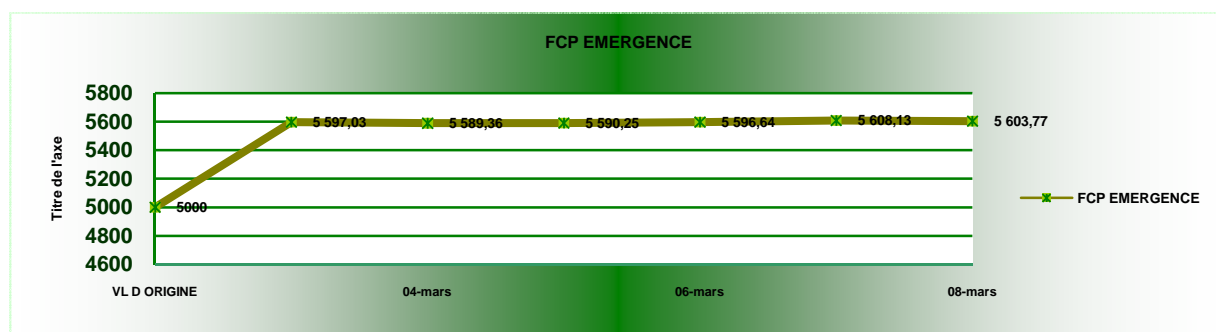 FCP EMERGENCE
5800
5600
5400
5200
5000
4800
4600
Titre de l'axe
5000
5 597,03
5 589,36
5 590,25
5 596,64
5 608,13
5 603,77
FCP EMERGENCE
VL D ORIGINE
04-mars
06-mars
08-mars